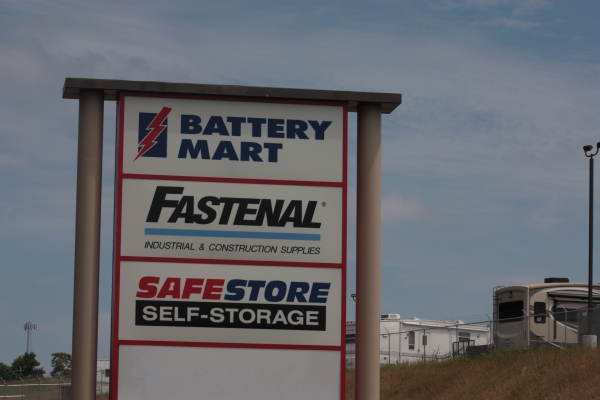 BATTERY
MART
FASTENAL®
INDUSTRIAL & CONSTRUCTION SUPPLIES
SAFESTORE
SELF-STORAGE